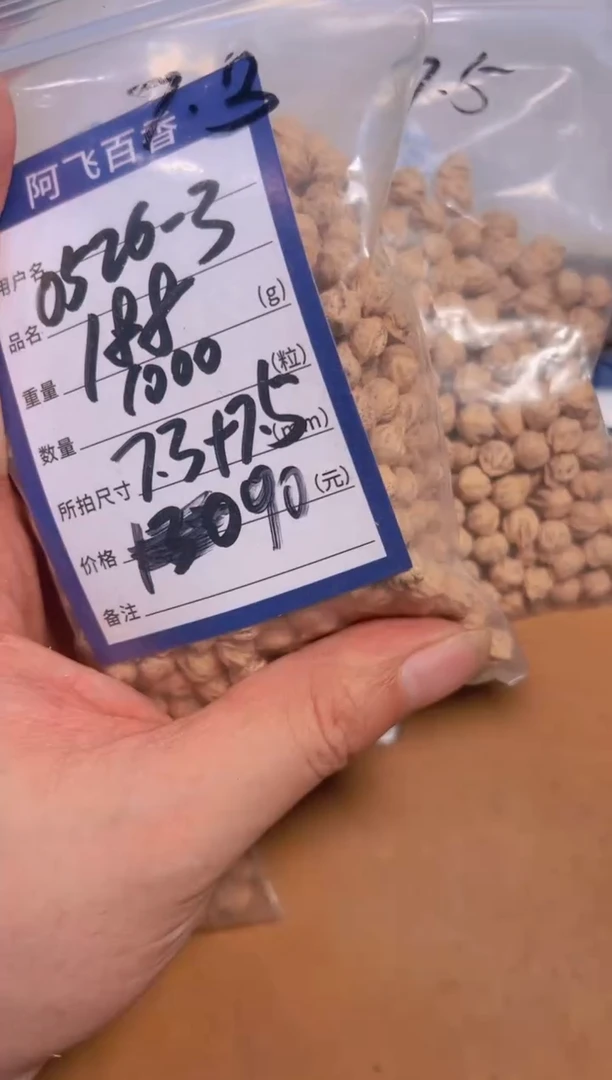 7.3
7.5
阿飞百香
用户名 0526-3
品名 188 (g)
重量 1000 (粒)
数量 7.3+7.5 (mm)
所拍尺寸 90 (元)
价格
备注